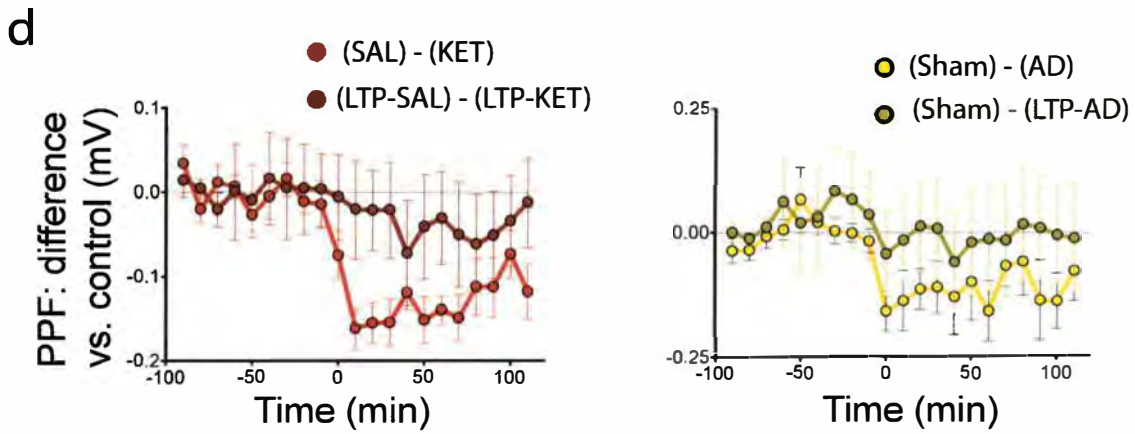 d
(SAL) - (KET)
(LTP-SAL) - (LTP-KET)
PPF: difference
vs. control (mV)
0.1
0.0
-0.1
-0.2
-100
-50
0
50
100
Time (min)
(Sham) - (AD)
(Sham) - (LTP-AD)
0.25
0.00
-0.25
-100
-50
0
50
100
Time (min)